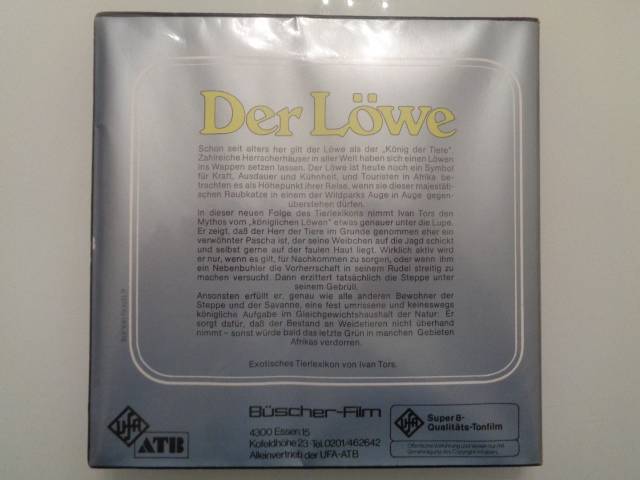 Der Löwe
Schon seit alters her gilt der Löwe als der „König der Tiere“.
Zahlreiche Herrscherhäuser in aller Welt haben sich einen Löwen
ins Wappen setzen lassen. Der Löwe ist heute noch ein Symbol
für Kraft, Ausdauer und Kühnheit, und Touristen in Afrika be-
trachten es als Höhepunkt ihrer Reise, wenn sie dieser majestäti-
schen Raubkatze in einem der Wildparks Auge in Auge gegen-
überstehen dürfen.
In dieser neuen Folge des Tierlexikons nimmt Ivan Tors den
Mythos vom „königlichen Löwen“ etwas genauer unter die Lupe.
Er zeigt, daß der Herr der Tiere im Grunde genommen eher ein
verwöhnter Pascha ist, der seine Weibchen auf die Jagd schickt
und selbst gerne auf der faulen Haut liegt. Wirklich aktiv wird
er nur, wenn es gilt, für Nachkommen zu sorgen, oder wenn ihm
ein Nebenbuhler die Vorherrschaft in seinem Rudel streitig zu
machen versucht. Dann erzittert tatsächlich die Steppe unter
seinem Gebrüll.
Ansonsten erfüllt er, genau wie alle anderen Bewohner der
Steppe und der Savanne, eine fest umrissene und keineswegs
königliche Aufgabe im Gleichgewichtshaushalt der Natur: Er
sorgt dafür, daß der Bestand an Weidetieren nicht überhand
nimmt – sonst würde bald das letzte Grün in manchen Gebieten
Afrikas verdorren.
Exotisches Tierlexikon von Ivan Tors.
UFA
ATB
Büscher-Film
4300 Essen 15
Kofeldhöhe 23 · Tel. 0201/462642
Alleinvertrieb der UFA-ATB
UFA
Super 8-
Qualitäts-Tonfilm